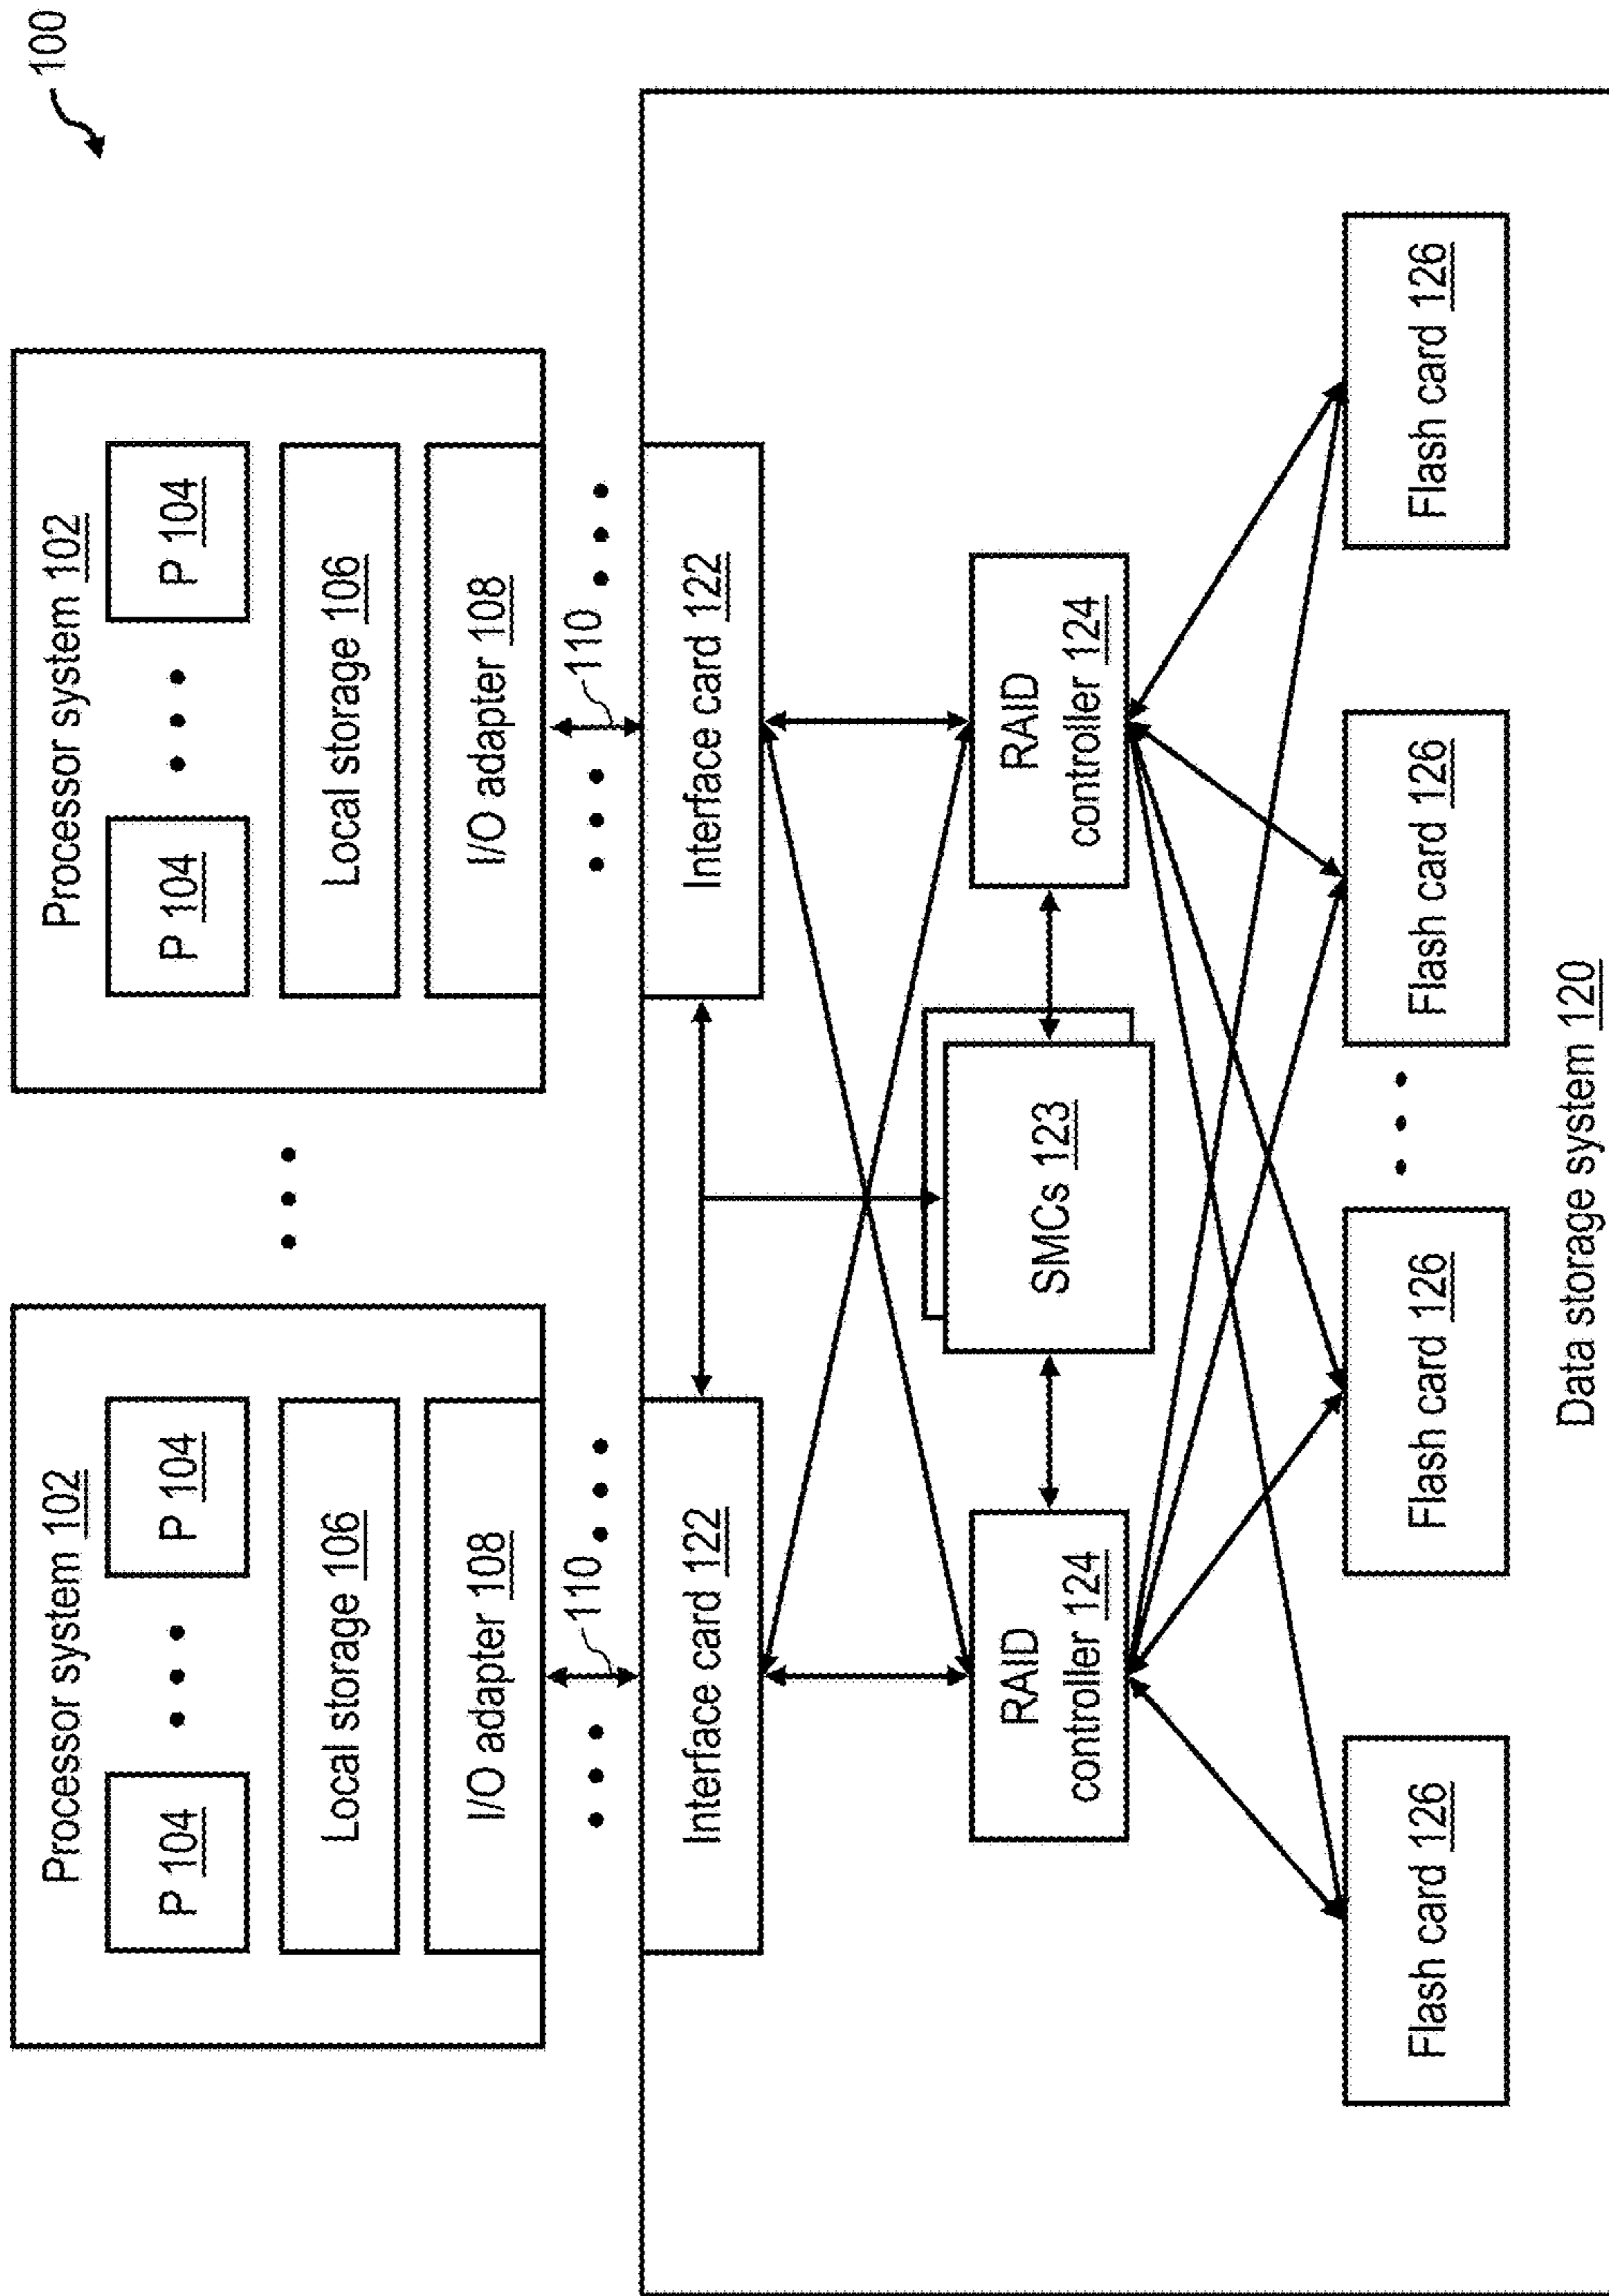 100
Processor system 102
Processor system 102
P 104
P 104
P 104
P 104
Local storage 106
Local storage 106
I/O adapter 108
I/O adapter 108
110
110
Interface card 122
Interface card 122
RAID
controller 124
SMCs 123
RAID
controller 124
Flash card 126
Flash card 126
Flash card 126
Flash card 126
Data storage system 120